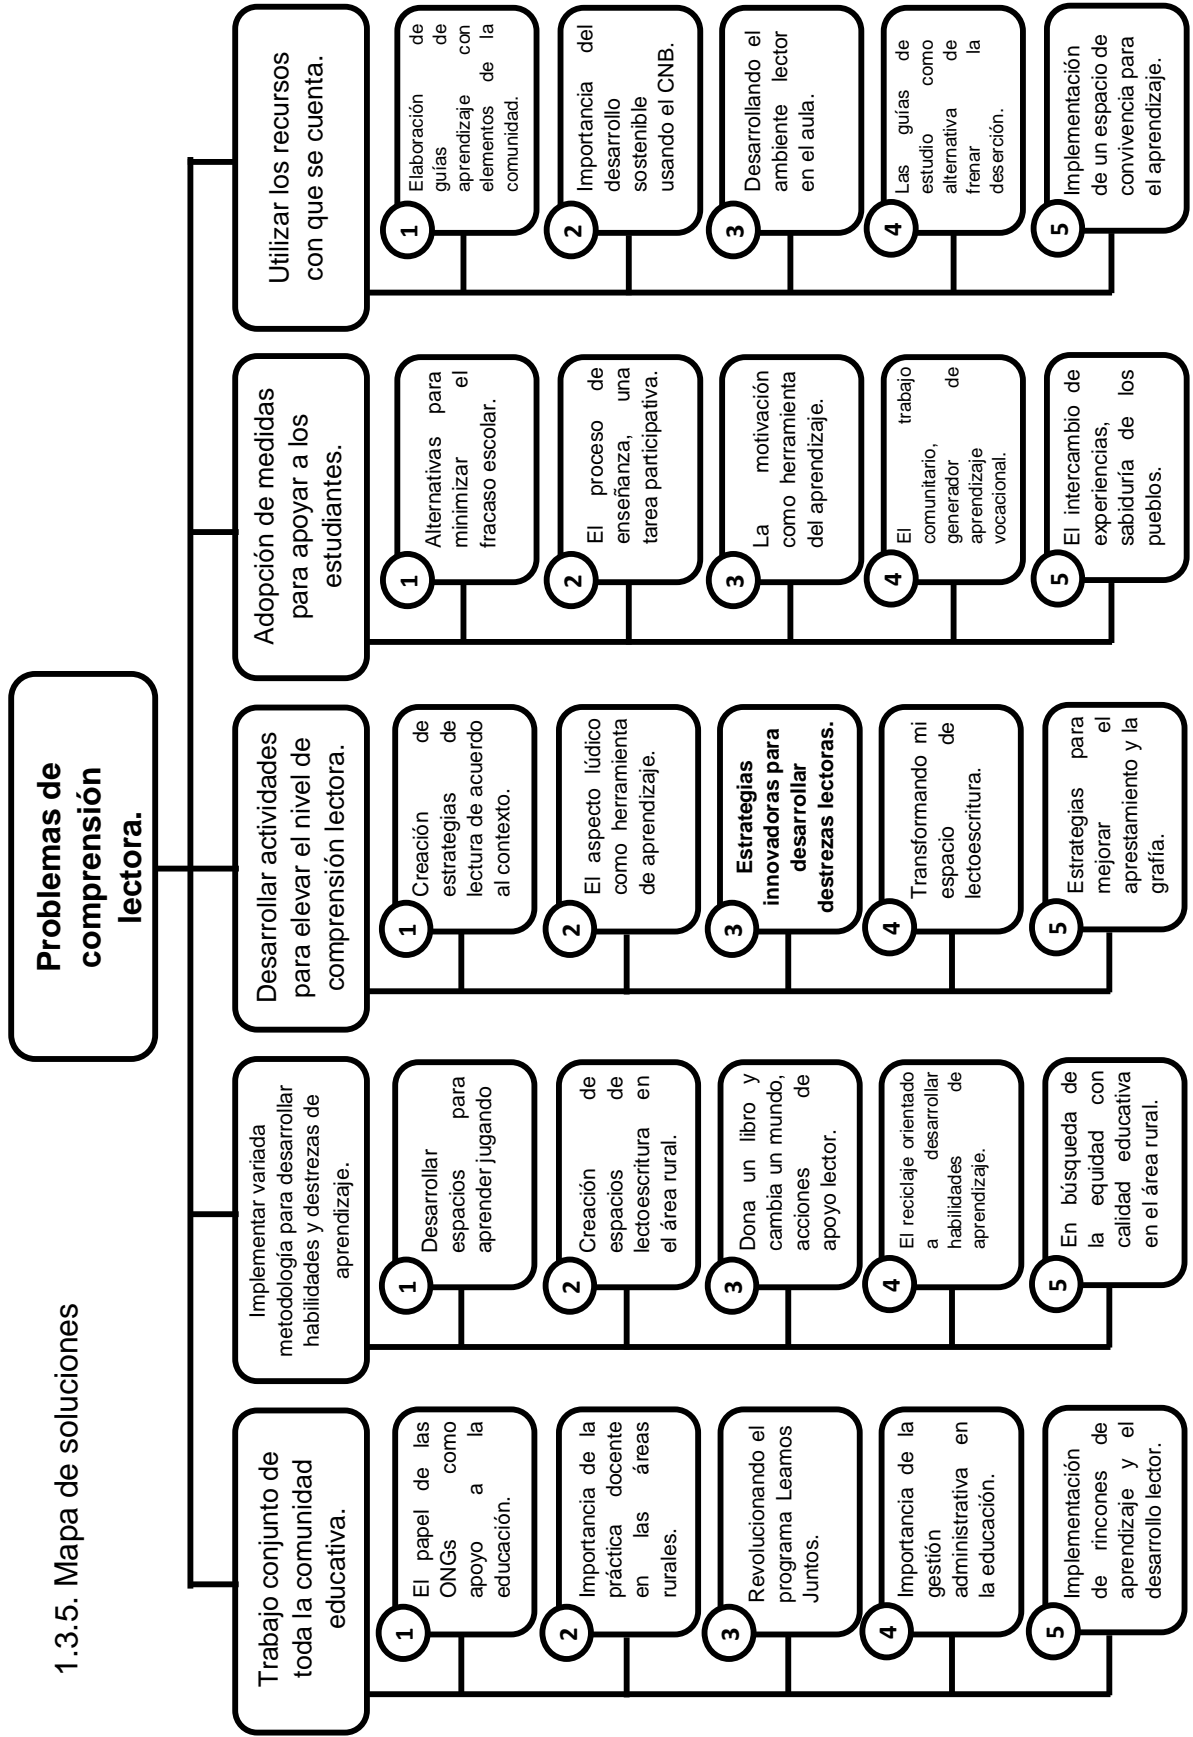 1.3.5. Mapa de soluciones
Problemas de
comprensión
lectora.
Trabajo conjunto de
toda la comunidad
educativa.
1
El papel de las
ONGs como
apoyo a la
educación.
2
Importancia de la
práctica docente
en las áreas
rurales.
3
Revolucionando el
programa Leamos
Juntos.
4
Importancia de la
gestión
administrativa en
la educación.
5
Implementación
de rincones de
aprendizaje y el
desarrollo lector.
Implementar variada
metodología para desarrollar
habilidades y destrezas de
aprendizaje.
1
Desarrollar
espacios para
aprender jugando
2
Creación de
espacios de
lectoescritura en
el área rural.
3
Dona un libro y
cambia un mundo,
acciones de
apoyo lector.
4
El reciclaje orientado
a desarrollar
habilidades de
aprendizaje.
5
En búsqueda de
la equidad con
calidad educativa
en el área rural.
Desarrollar actividades
para elevar el nivel de
comprensión lectora.
1
Creación de
estrategias de
lectura de acuerdo
al contexto.
2
El aspecto lúdico
como herramienta
de aprendizaje.
3
Estrategias
innovadoras para
desarrollar
destrezas lectoras.
4
Transformando mi
espacio de
lectoescritura.
5
Estrategias para
mejorar el
aprestamiento y la
grafía.
Adopción de medidas
para apoyar a los
estudiantes.
1
Alternativas para
minimizar el
fracaso escolar.
2
El proceso de
enseñanza, una
tarea participativa.
3
La motivación
como herramienta
del aprendizaje.
4
El trabajo
comunitario,
generador de
aprendizaje
vocacional.
5
El intercambio de
experiencias,
sabiduría de los
pueblos.
Utilizar los recursos
con que se cuenta.
1
Elaboración de
guías de
aprendizaje con
elementos de la
comunidad.
2
Importancia del
desarrollo
sostenible
usando el CNB.
3
Desarrollando el
ambiente lector
en el aula.
4
Las guías de
estudio como
alternativa de
frenar la
deserción.
5
Implementación
de un espacio de
convivencia para
el aprendizaje.